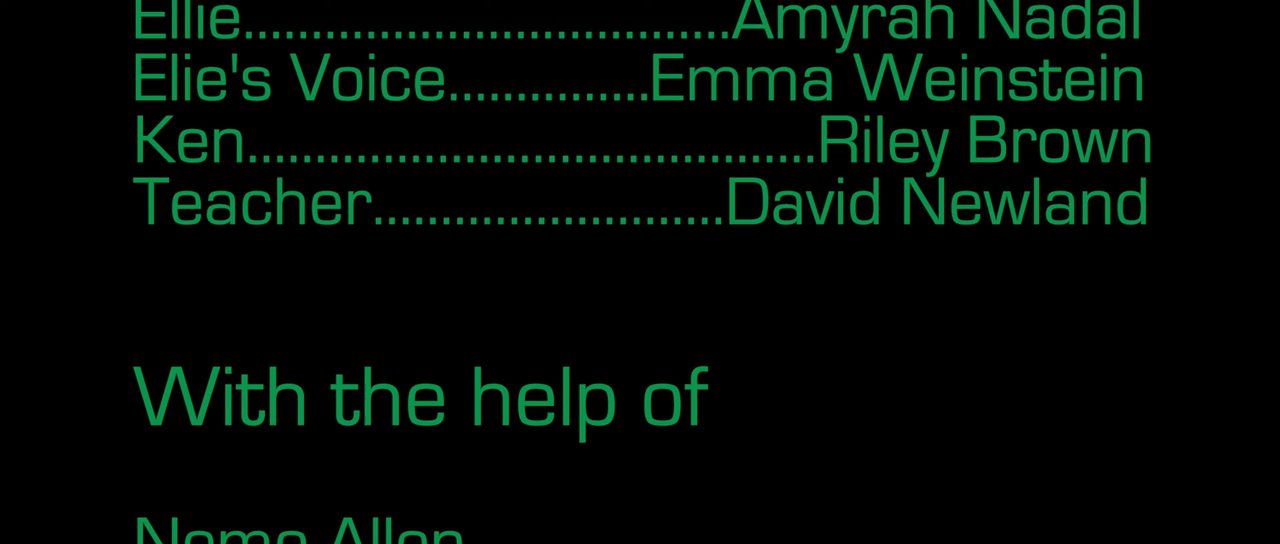 Ellie....................................Amyrah Nadal
Elie's Voice...............Emma Weinstein
Ken..........................................Riley Brown
Teacher..........................David Newland
With the help of